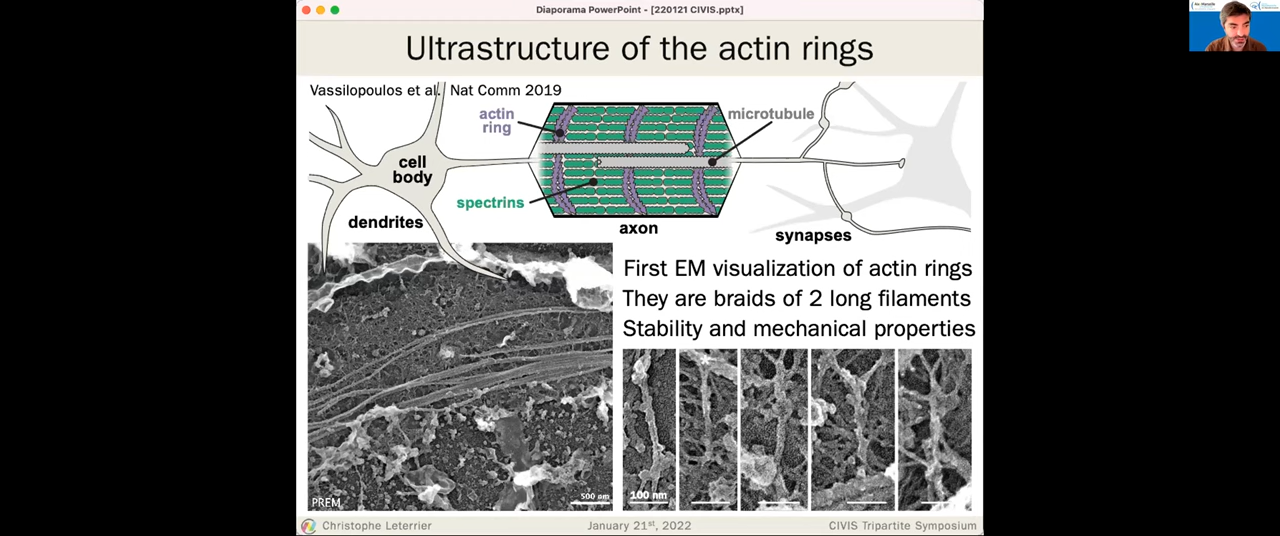 Diaporama PowerPoint - [220121 CIVIS.pptx]
Ultrastructure of the actin rings
Vassilopoulos et al. Nat Comm 2019
actin
ring
microtubule
cell
body
spectrins
dendrites
axon
synapses
First EM visualization of actin rings
They are braids of 2 long filaments
Stability and mechanical properties
PREM
500 nm
100 nm
Christophe Leterrier
January 21st, 2022
CIVIS Tripartite Symposium